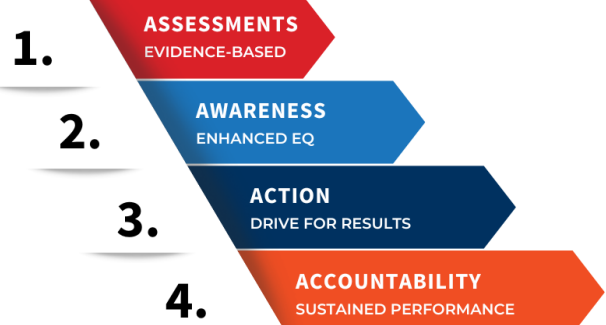 1.
ASSESSMENTS
EVIDENCE-BASED
2.
AWARENESS
ENHANCED EQ
3.
ACTION
DRIVE FOR RESULTS
4.
ACCOUNTABILITY
SUSTAINED PERFORMANCE